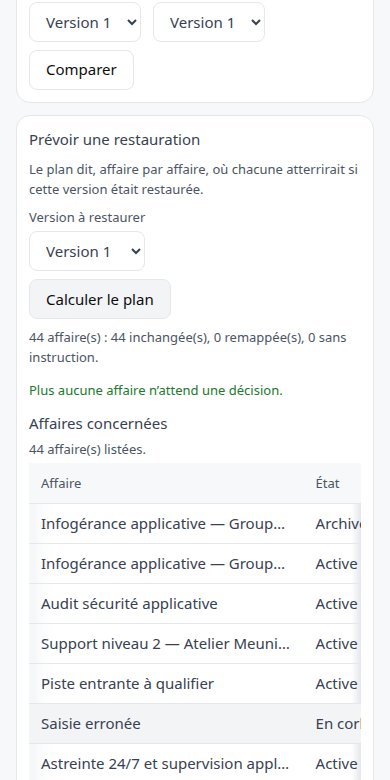 Version 1 Version 1
Comparer
Prévoir une restauration
Le plan dit, affaire par affaire, où chacune atterrirait si
cette version était restaurée.
Version à restaurer
Version 1
Calculer le plan
44 affaire(s) : 44 inchangée(s), 0 remappée(s), 0 sans
instruction.
Plus aucune affaire n’attend une décision.
Affaires concernées
44 affaire(s) listées.
Affaire État
Infogérance applicative — Group…
Infogérance applicative — Group… Active
Audit sécurité applicative Active
Support niveau 2 — Atelier Meuni… Active
Piste entrante à qualifier Active
Saisie erronée En
Astreinte 24/7 et supervision appl… Active